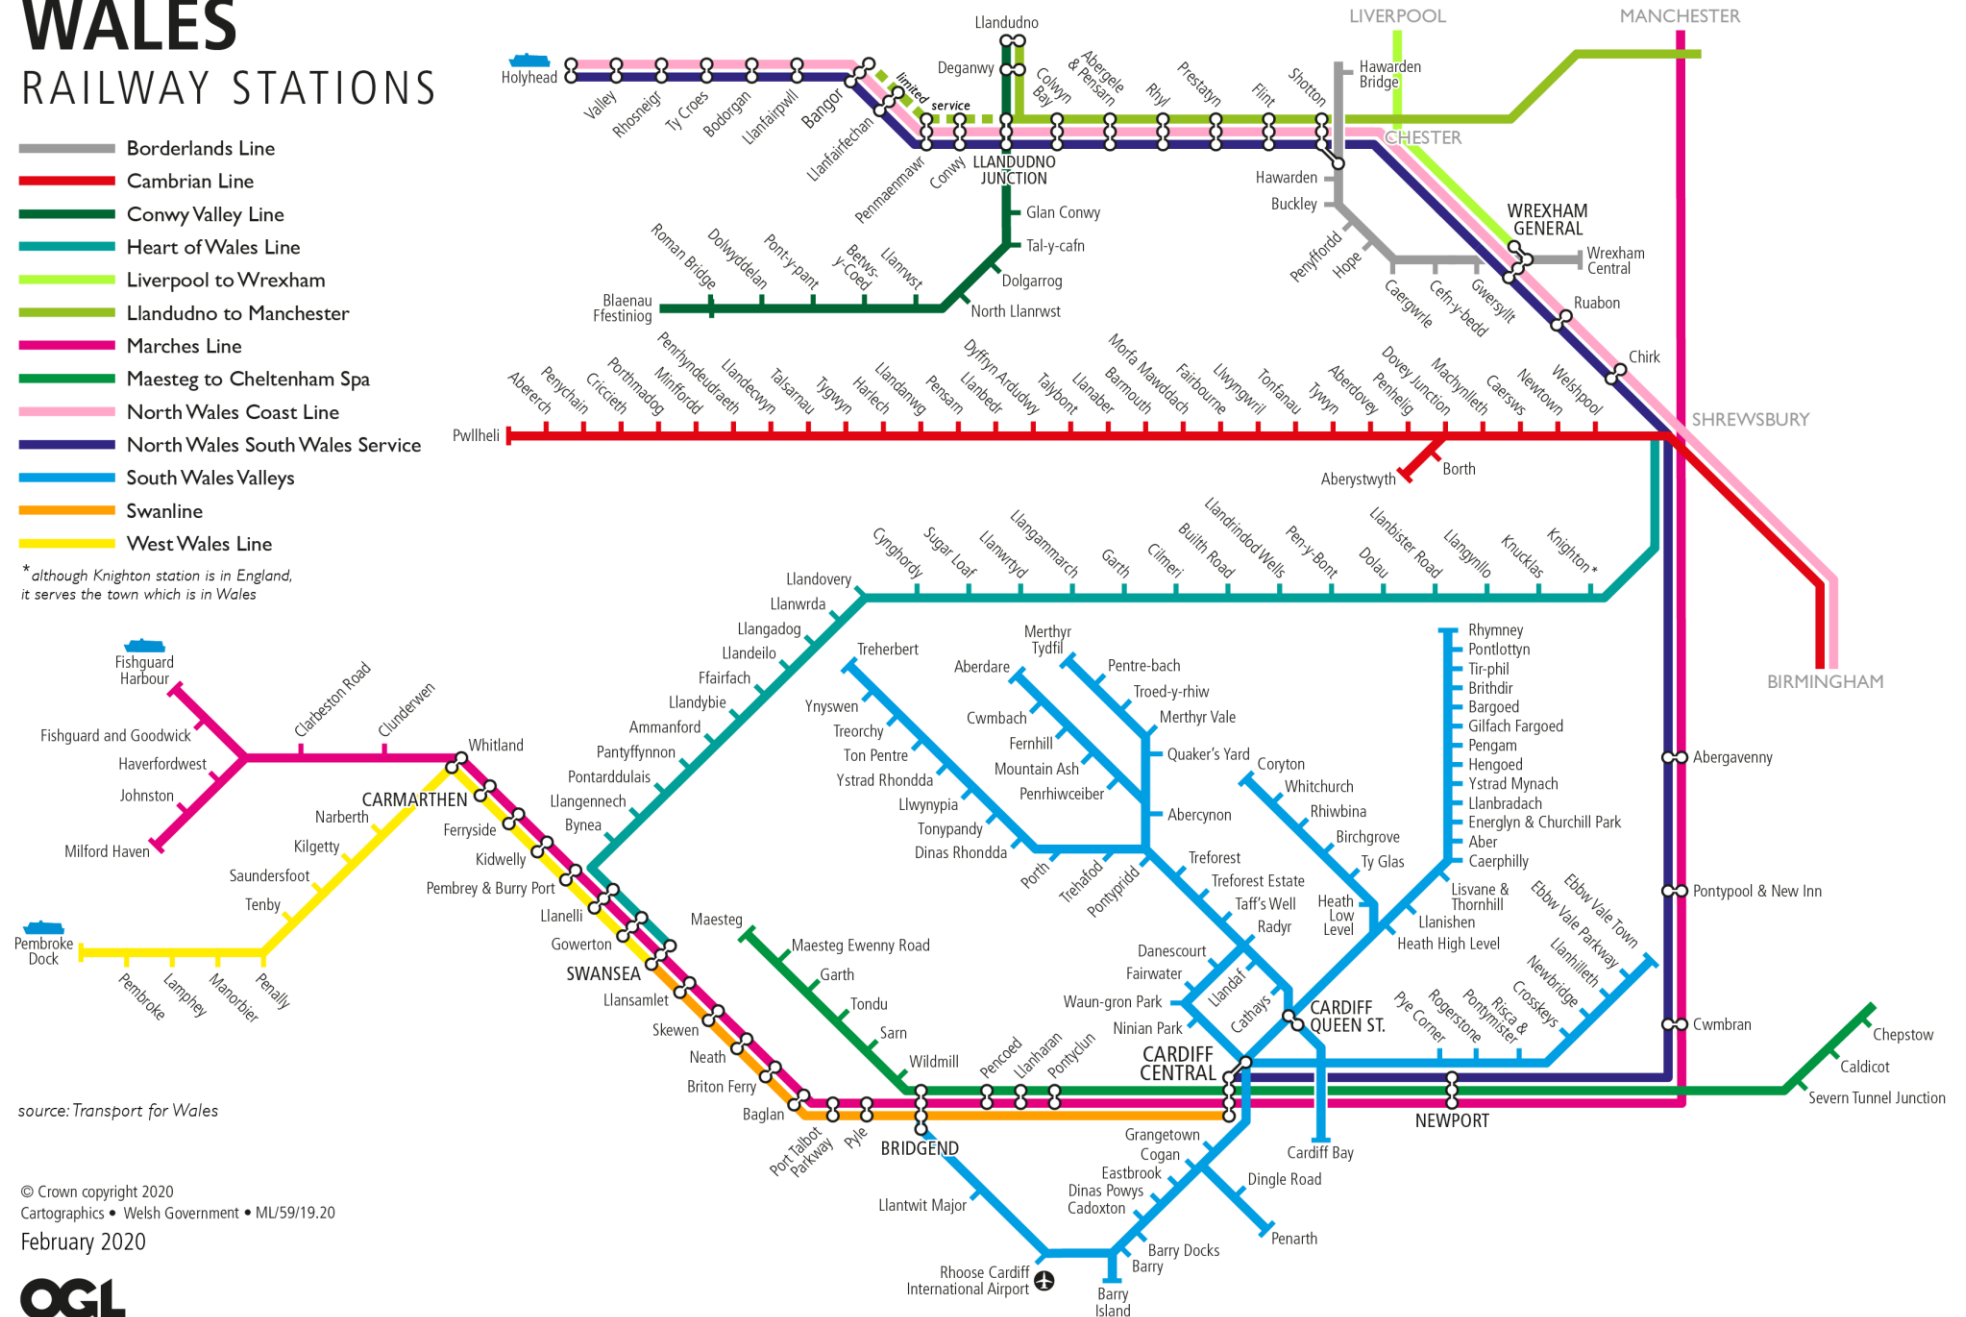 WALES
RAILWAY STATIONS
Borderlands Line
Cambrian Line
Conwy Valley Line
Heart of Wales Line
Liverpool to Wrexham
Llandudno to Manchester
Marches Line
Maesteg to Cheltenham Spa
North Wales Coast Line
North Wales South Wales Service
South Wales Valleys
Swanline
West Wales Line
*although Knighton station is in England,
it serves the town which is in Wales
Holyhead
Valley
Rhosneigr
Ty Croes
Bodorgan
Llanfairpwll
Bangor
Llanfairfechan
limited
service
Penmaenmawr
Conwy
Llandudno
Deganwy
LLANDUDNO
JUNCTION
Colwyn
Bay
Abergele
& Pensarn
Rhyl
Prestatyn
Flint
Shotton
Hawarden
Bridge
LIVERPOOL
MANCHESTER
CHESTER
Hawarden
Buckley
Penyffordd
Hope
Caergwrle
Cefn-y-bedd
Gwersyllt
WREXHAM
GENERAL
Wrexham
Central
Ruabon
Chirk
SHREWSBURY
BIRMINGHAM
Glan Conwy
Tal-y-cafn
Dolgarrog
North Llanrwst
Llanrwst
Betws-
y-Coed
Pont-y-pant
Dolwyddelan
Roman Bridge
Blaenau
Ffestiniog
Pwllheli
Abererch
Penychain
Criccieth
Porthmadog
Minffordd
Penrhyndeudraeth
Llandecwyn
Talsarnau
Tygwyn
Harlech
Llandanwg
Pensarn
Llanbedr
Dyffryn Ardudwy
Talybont
Llanaber
Barmouth
Morfa Mawddach
Fairbourne
Llwyngwril
Tonfanau
Tywyn
Aberdovey
Penhelig
Dovey Junction
Machynlleth
Caersws
Newtown
Welshpool
Borth
Aberystwyth
Knighton*
Knucklas
Llangynllo
Llanbister Road
Dolau
Pen-y-Bont
Llandrindod Wells
Builth Road
Cilmeri
Garth
Llangammarch
Llanwrtyd
Sugar Loaf
Cynghordy
Llandovery
Llanwrda
Llangadog
Llandeilo
Ffairfach
Llandybie
Ammanford
Pantyffynnon
Pontarddulais
Llangennech
Bynea
Fishguard
Harbour
Fishguard and Goodwick
Haverfordwest
Johnston
Milford Haven
Clarbeston Road
Clunderwen
Whitland
CARMARTHEN
Ferryside
Kidwelly
Pembrey & Burry Port
Llanelli
Gowerton
SWANSEA
Llansamlet
Skewen
Neath
Briton Ferry
Baglan
Port Talbot
Parkway
Pyle
BRIDGEND
Narberth
Kilgetty
Saundersfoot
Tenby
Penally
Manorbier
Lamphey
Pembroke
Pembroke
Dock
Maesteg
Maesteg Ewenny Road
Garth
Tondu
Sarn
Wildmill
Pencoed
Llanharan
Pontyclun
Treherbert
Ynyswen
Treorchy
Ton Pentre
Ystrad Rhondda
Llwynypia
Tonypandy
Dinas Rhondda
Porth
Trehafod
Pontypridd
Aberdare
Cwmbach
Fernhill
Mountain Ash
Penrhiwceiber
Merthyr
Tydfil
Pentre-bach
Troed-y-rhiw
Merthyr Vale
Quaker's Yard
Abercynon
Treforest
Treforest Estate
Taff's Well
Radyr
Danescourt
Fairwater
Waun-gron Park
Ninian Park
Llandaf
Cathays
CARDIFF
QUEEN ST.
CARDIFF
CENTRAL
Coryton
Whitchurch
Rhiwbina
Birchgrove
Ty Glas
Heath
Low
Level
Rhymney
Pontlottyn
Tir-phil
Brithdir
Bargoed
Gilfach Fargoed
Pengam
Hengoed
Ystrad Mynach
Llanbradach
Energlyn & Churchill Park
Aber
Caerphilly
Lisvane &
Thornhill
Llanishen
Heath High Level
Ebbw Vale Town
Ebbw Vale Parkway
Llanhilleth
Newbridge
Crosskeys
Risca &
Pontymister
Rogerstone
Pye Corner
NEWPORT
Abergavenny
Pontypool & New Inn
Cwmbran
Chepstow
Caldicot
Severn Tunnel Junction
Cardiff Bay
Grangetown
Cogan
Eastbrook
Dinas Powys
Cadoxton
Dingle Road
Penarth
Barry Docks
Barry
Barry
Island
Rhoose Cardiff
International Airport
Llantwit Major
source: Transport for Wales
© Crown copyright 2020
Cartographics • Welsh Government • ML/59/19.20
February 2020
OGL